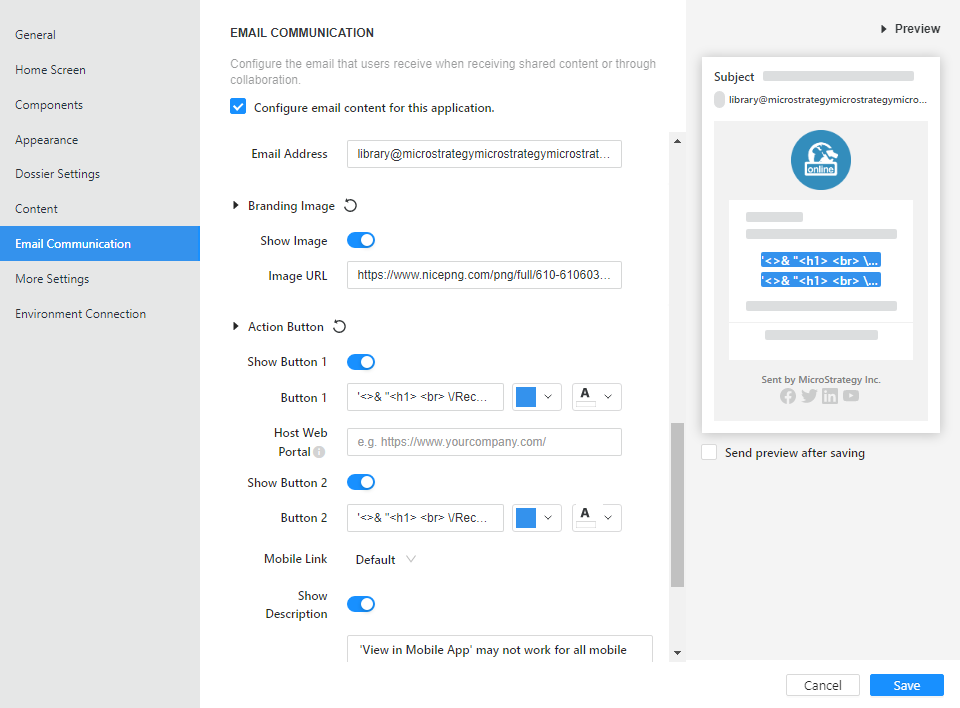 General
Home Screen
Components
Appearance
Dossier Settings
Content
Email Communication
More Settings
Environment Connection
EMAIL COMMUNICATION
Configure the email that users receive when receiving shared content or through
collaboration.
Configure email content for this application.
Email Address
library@microstrategymicrostrategymicrostrat...
Branding Image
Show Image
Image URL
https://www.nicepng.com/png/full/610-610603...
Action Button
Show Button 1
Button 1
'<>& "<h1> <br> \/Rec...
A
Host Web
Portal
e.g. https://www.yourcompany.com/
Show Button 2
Button 2
'<>& "<h1> <br> \/Rec...
A
Mobile Link
Default
Show
Description
'View in Mobile App' may not work for all mobile
Preview
Subject
library@microstrategymicrostrategymicro...
online
'<>& "<h1> <br> \...
'<>& "<h1> <br> \...
Sent by MicroStrategy Inc.
Send preview after saving
Cancel
Save